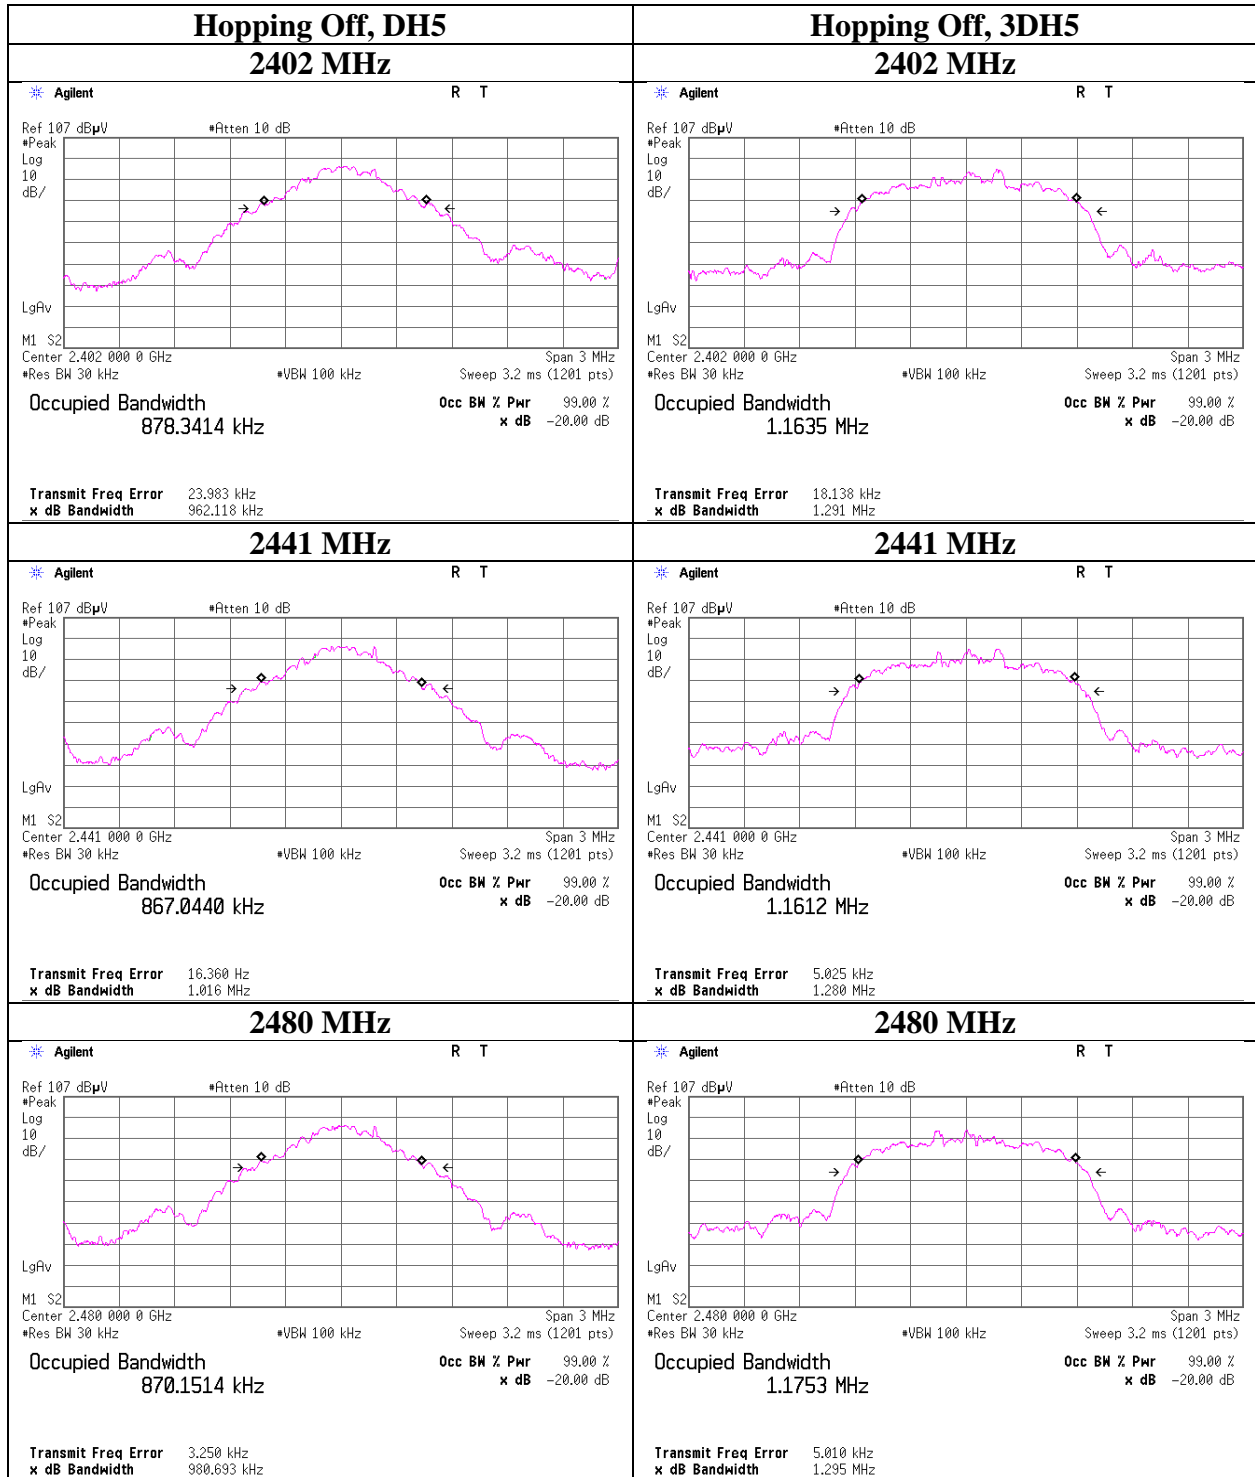 Hopping Off, DH5
Hopping Off, 3DH5
2402 MHz
2402 MHz
Agilent
R T
Ref 107 dBµV
#Atten 10 dB
#Peak
Log
10
dB/
LgAv
M1 S2
Center 2.402 000 0 GHz
Span 3 MHz
#Res BW 30 kHz
#VBW 100 kHz
Sweep 3.2 ms (1201 pts)
Occupied Bandwidth
878.3414 kHz
Occ BW % Pwr 99.00 %
x dB -20.00 dB
Transmit Freq Error 23.983 kHz
x dB Bandwidth 962.118 kHz
Agilent
R T
Ref 107 dBµV
#Atten 10 dB
#Peak
Log
10
dB/
LgAv
M1 S2
Center 2.402 000 0 GHz
Span 3 MHz
#Res BW 30 kHz
#VBW 100 kHz
Sweep 3.2 ms (1201 pts)
Occupied Bandwidth
1.1635 MHz
Occ BW % Pwr 99.00 %
x dB -20.00 dB
Transmit Freq Error 18.138 kHz
x dB Bandwidth 1.291 MHz
2441 MHz
2441 MHz
Agilent
R T
Ref 107 dBµV
#Atten 10 dB
#Peak
Log
10
dB/
LgAv
M1 S2
Center 2.441 000 0 GHz
Span 3 MHz
#Res BW 30 kHz
#VBW 100 kHz
Sweep 3.2 ms (1201 pts)
Occupied Bandwidth
867.0440 kHz
Occ BW % Pwr 99.00 %
x dB -20.00 dB
Transmit Freq Error 16.360 Hz
x dB Bandwidth 1.016 MHz
Agilent
R T
Ref 107 dBµV
#Atten 10 dB
#Peak
Log
10
dB/
LgAv
M1 S2
Center 2.441 000 0 GHz
Span 3 MHz
#Res BW 30 kHz
#VBW 100 kHz
Sweep 3.2 ms (1201 pts)
Occupied Bandwidth
1.1612 MHz
Occ BW % Pwr 99.00 %
x dB -20.00 dB
Transmit Freq Error 5.025 kHz
x dB Bandwidth 1.280 MHz
2480 MHz
2480 MHz
Agilent
R T
Ref 107 dBµV
#Atten 10 dB
#Peak
Log
10
dB/
LgAv
M1 S2
Center 2.480 000 0 GHz
Span 3 MHz
#Res BW 30 kHz
#VBW 100 kHz
Sweep 3.2 ms (1201 pts)
Occupied Bandwidth
870.1514 kHz
Occ BW % Pwr 99.00 %
x dB -20.00 dB
Transmit Freq Error 3.250 kHz
x dB Bandwidth 980.693 kHz
Agilent
R T
Ref 107 dBµV
#Atten 10 dB
#Peak
Log
10
dB/
LgAv
M1 S2
Center 2.480 000 0 GHz
Span 3 MHz
#Res BW 30 kHz
#VBW 100 kHz
Sweep 3.2 ms (1201 pts)
Occupied Bandwidth
1.1753 MHz
Occ BW % Pwr 99.00 %
x dB -20.00 dB
Transmit Freq Error 5.010 kHz
x dB Bandwidth 1.295 MHz